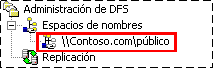 Administración de DFS
Espacios de nombres
\\Contoso.com\público
Replicación